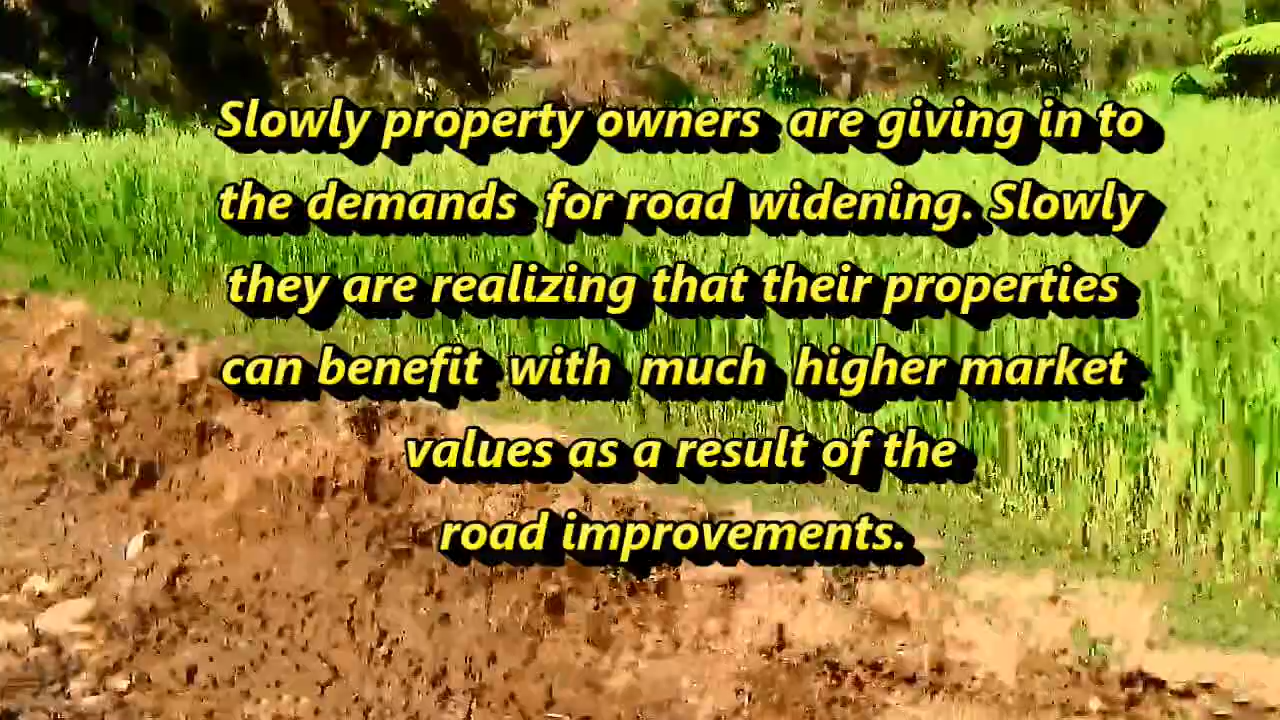 Slowly property owners are giving in to
the demands for road widening. Slowly
they are realizing that their properties
can benefit with much higher market
values as a result of the
road improvements.